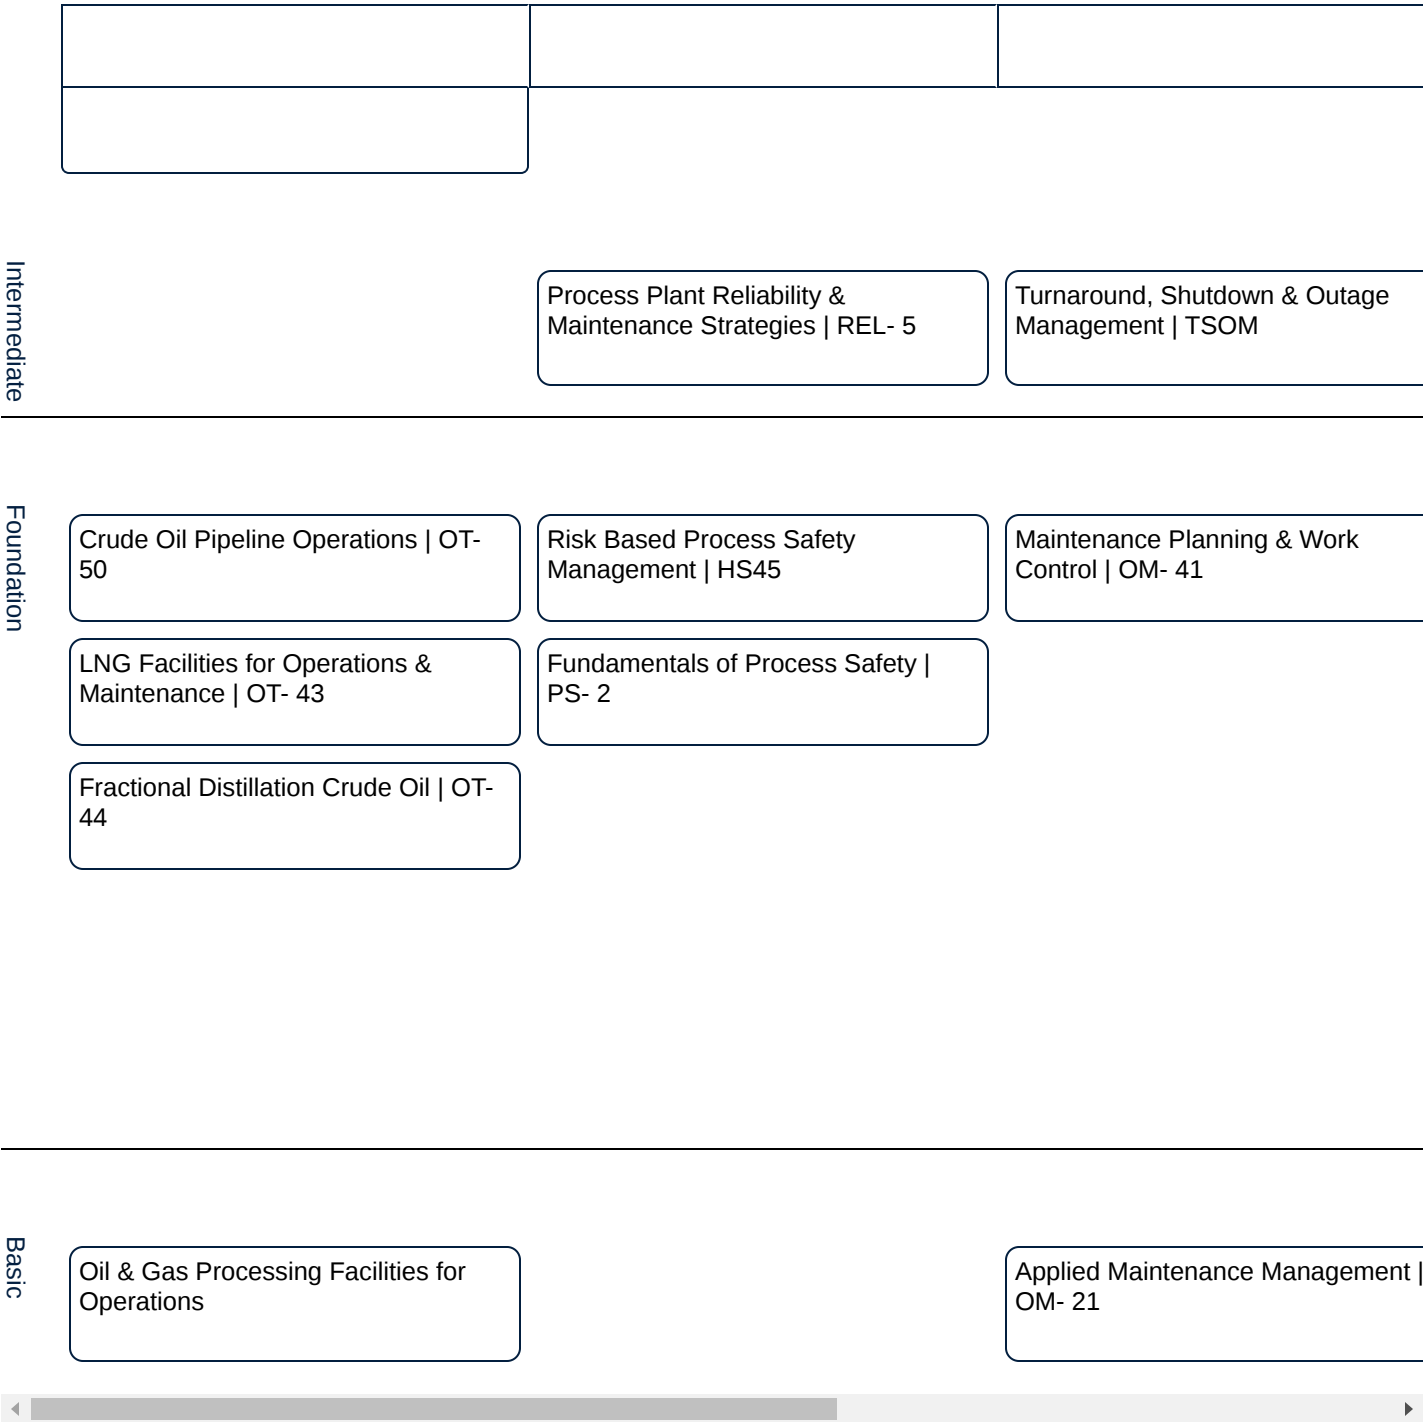 Intermediate
Process Plant Reliability &
Maintenance Strategies | REL- 5
Turnaround, Shutdown & Outage
Management | TSOM
Foundation
Crude Oil Pipeline Operations | OT-
50
Risk Based Process Safety
Management | HS45
Maintenance Planning & Work
Control | OM- 41
LNG Facilities for Operations &
Maintenance | OT- 43
Fundamentals of Process Safety |
PS- 2
Fractional Distillation Crude Oil | OT-
44
Basic
Oil & Gas Processing Facilities for
Operations
Applied Maintenance Management |
OM- 21